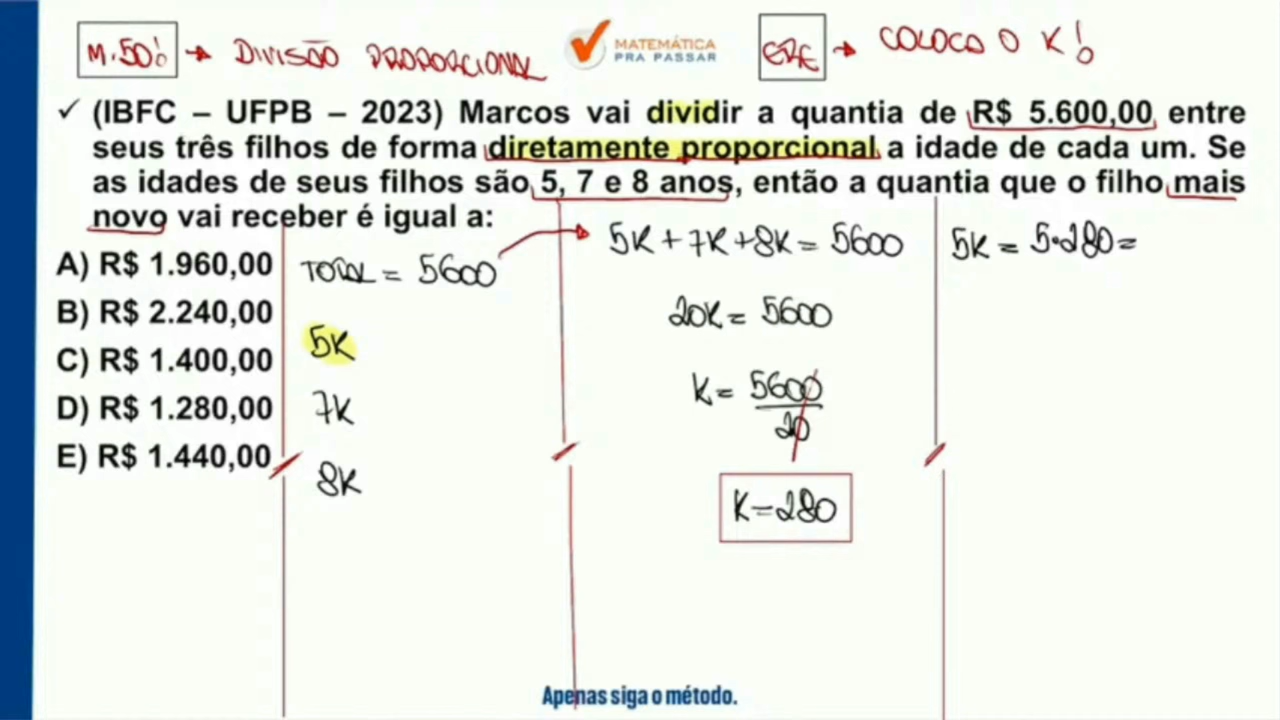 M.50! → DIVISÃO PROPORCIONAL
MATEMÁTICA
PRA PASSAR
→ COLOCA O K!
✓ (IBFC – UFPB – 2023) Marcos vai dividir a quantia de R$ 5.600,00 entre
seus três filhos de forma diretamente proporcional a idade de cada um. Se
as idades de seus filhos são 5, 7 e 8 anos, então a quantia que o filho mais
novo vai receber é igual a:
A) R$ 1.960,00
B) R$ 2.240,00
C) R$ 1.400,00
D) R$ 1.280,00
E) R$ 1.440,00
TOTAL = 5600
5K
7K
8K
5K + 7K + 8K = 5600
20K = 5600
K = 5600
20
K = 280
5K = 5·280 =
Apenas siga o método.